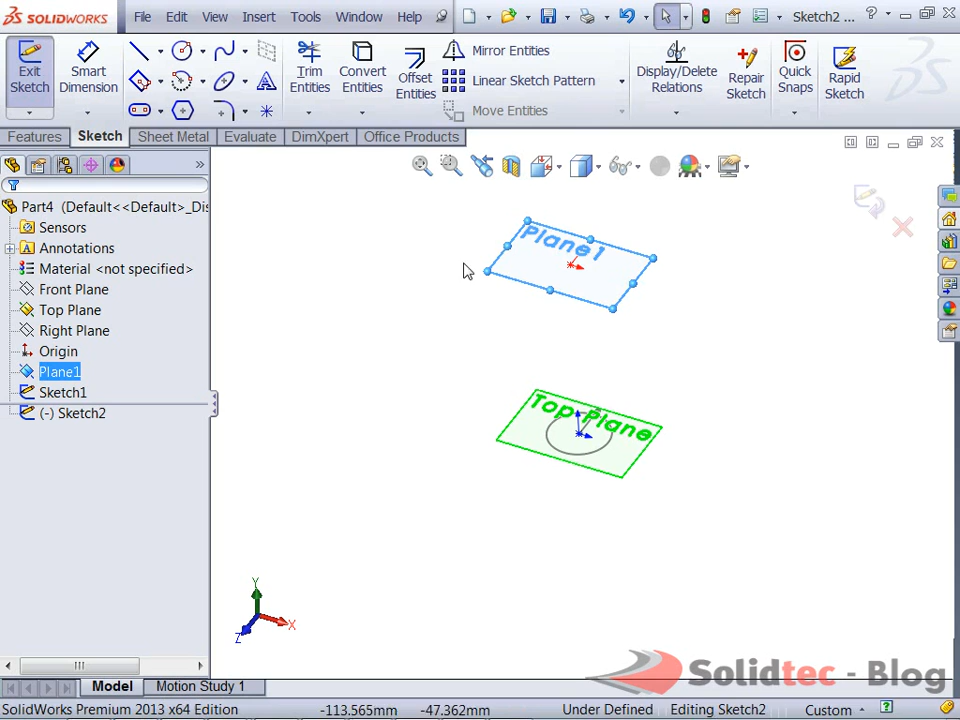 SOLIDWORKS File Edit View Insert Tools Window Help Sketch2 ...
Exit Sketch
Smart Dimension
Trim Entities
Convert Entities
Offset Entities
Mirror Entities
Linear Sketch Pattern
Move Entities
Display/Delete Relations
Repair Sketch
Quick Snaps
Rapid Sketch
Features Sketch Sheet Metal Evaluate DimXpert Office Products
Part4 (Default<<Default>_Dis
Sensors
Annotations
Material <not specified>
Front Plane
Top Plane
Right Plane
Origin
Plane1
Sketch1
(-) Sketch2
Plane1
Top Plane
Y
X
Z
Solidtec - Blog
Model Motion Study 1
SolidWorks Premium 2013 x64 Edition -113.565mm -47.362mm Under Defined Editing Sketch2 Custom